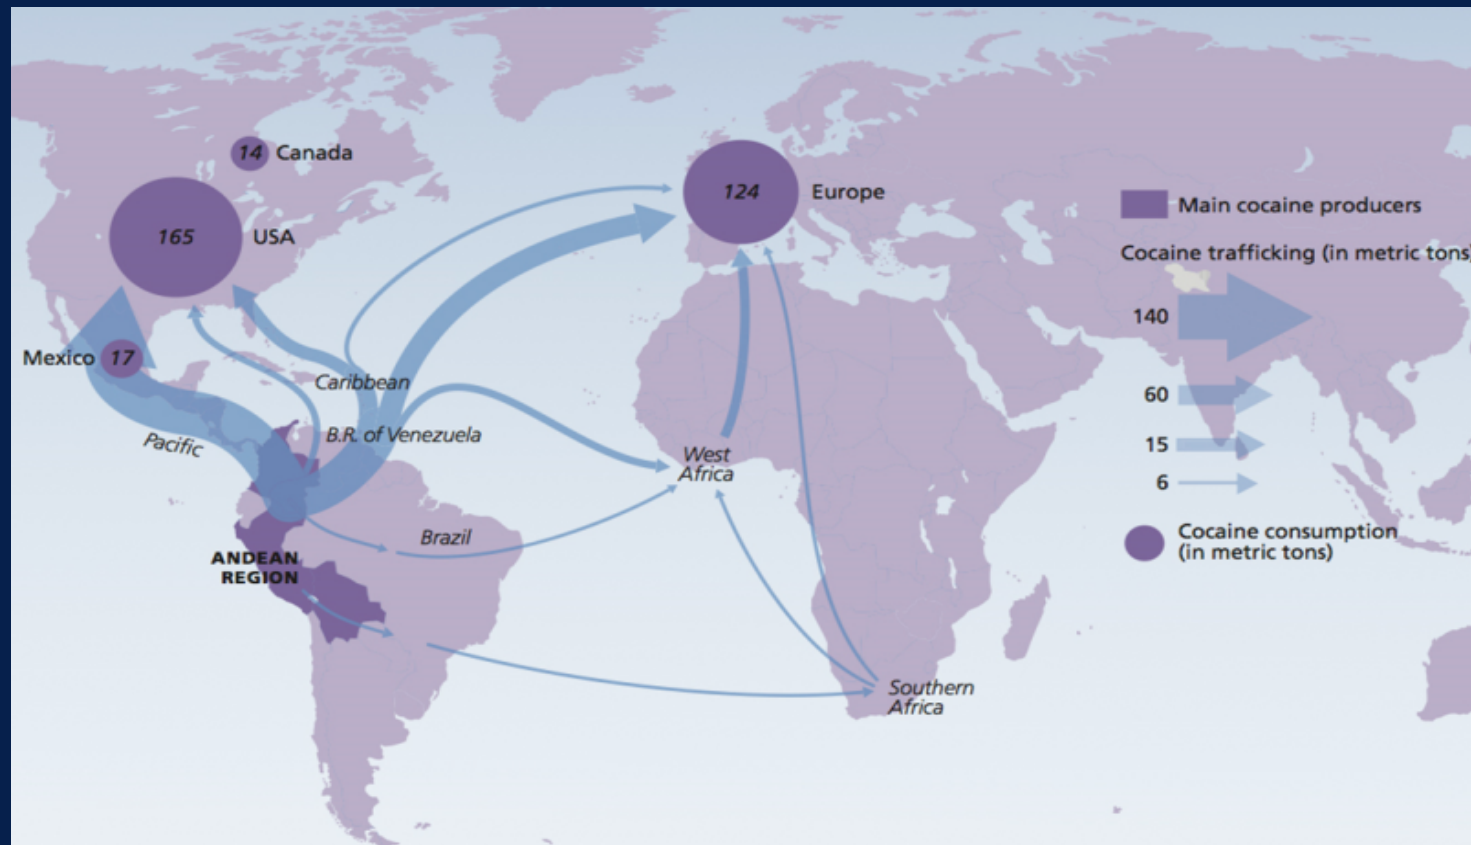 14 Canada
165 USA
124 Europe
Mexico 17
Caribbean
Pacific
B.R. of Venezuela
West
Africa
Brazil
ANDEAN
REGION
Southern
Africa
Main cocaine producers
Cocaine trafficking (in metric tons)
140
60
15
6
Cocaine consumption
(in metric tons)